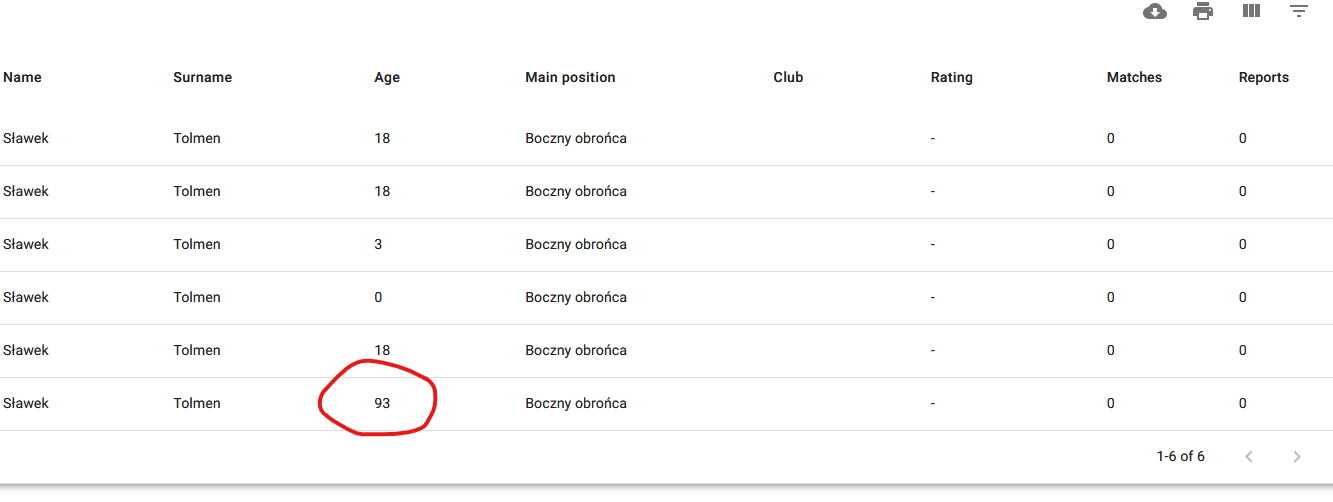 Name Surname Age Main position Club Rating Matches Reports
Sławek Tolmen 18 Boczny obrońca - 0 0
Sławek Tolmen 18 Boczny obrońca - 0 0
Sławek Tolmen 3 Boczny obrońca - 0 0
Sławek Tolmen 0 Boczny obrońca - 0 0
Sławek Tolmen 18 Boczny obrońca - 0 0
Sławek Tolmen 93 Boczny obrońca - 0 0
1-6 of 6